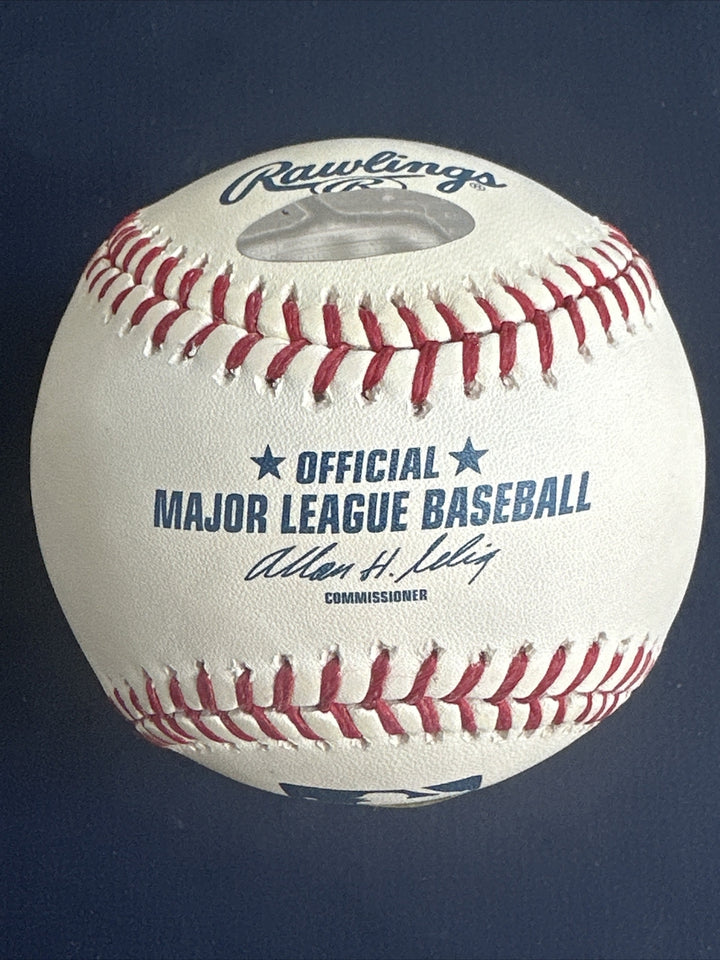 Rawlings®
R
★ OFFICIAL ★
MAJOR LEAGUE BASEBALL
Allan H. Selig
COMMISSIONER